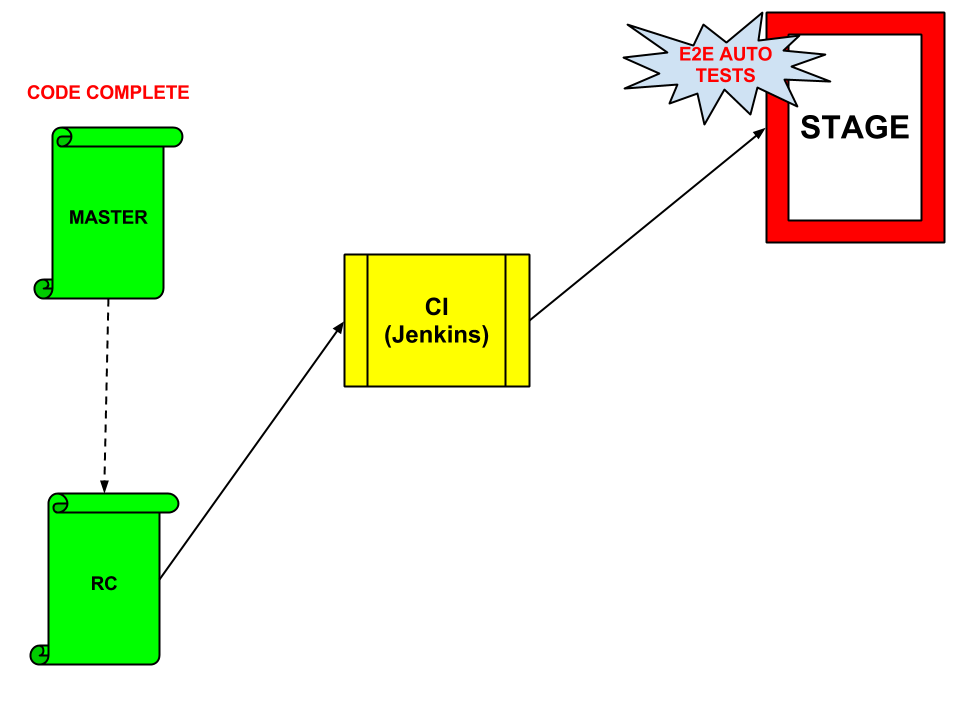 E2E AUTO
TESTS
CODE COMPLETE
STAGE
MASTER
CI
(Jenkins)
RC